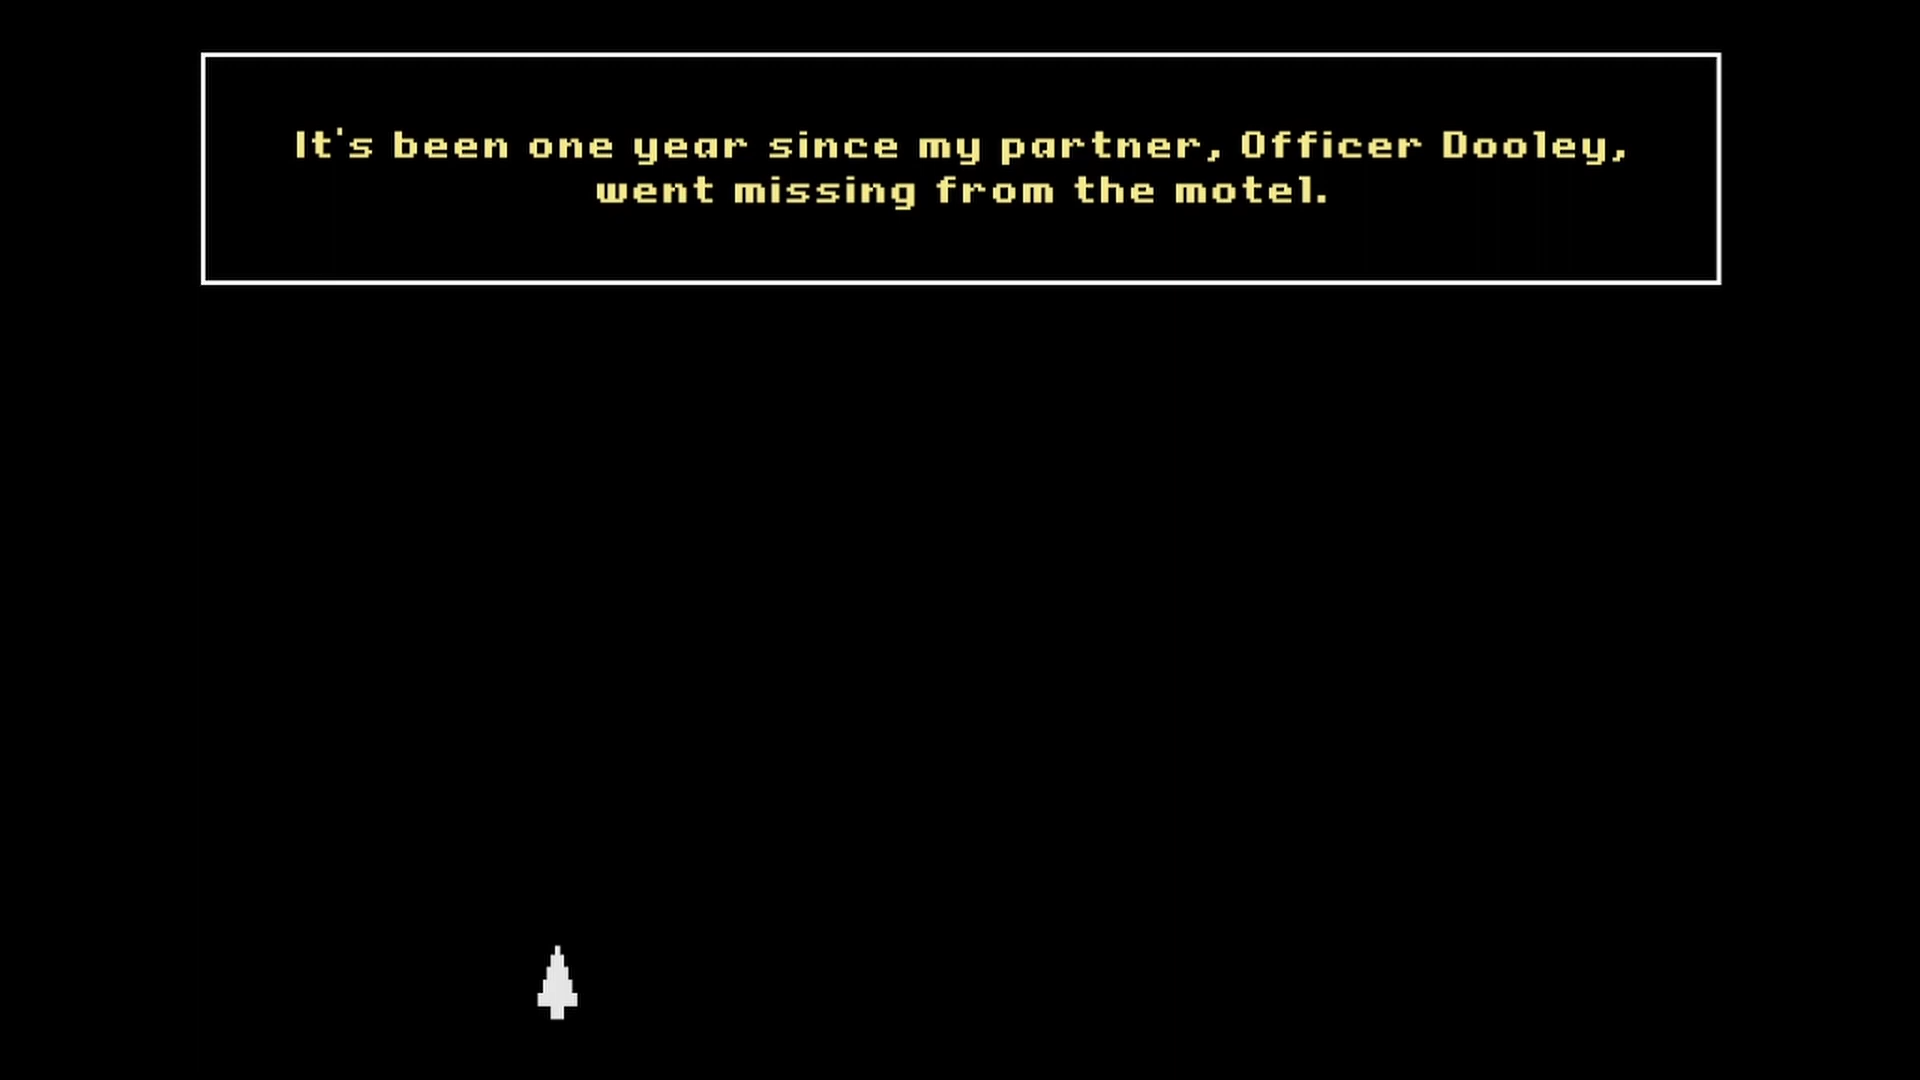 It's been one year since my partner, Officer Dooley,
went missing from the motel.